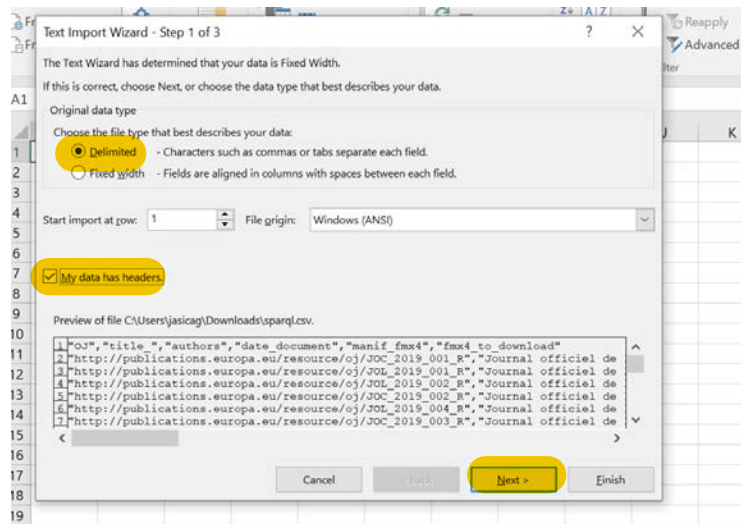 Fr
Z A Z
Reapply
Fr
Advanced
lter
A1
J K
Text Import Wizard - Step 1 of 3 ? ×
The Text Wizard has determined that your data is Fixed Width.
If this is correct, choose Next, or choose the data type that best describes your data.
Original data type
Choose the file type that best describes your data:
Delimited - Characters such as commas or tabs separate each field.
Fixed width - Fields are aligned in columns with spaces between each field.
Start import at row: 1 File origin: Windows (ANSI)
My data has headers.
Preview of file C:\Users\jasicag\Downloads\sparql.csv.
1 "OJ","title_","authors","date_document","manif_fmx4","fmx4_to_download"
2 "http://publications.europa.eu/resource/oj/JOC_2019_001_R","Journal officiel de
3 "http://publications.europa.eu/resource/oj/JOL_2019_001_R","Journal officiel de
4 "http://publications.europa.eu/resource/oj/JOL_2019_002_R","Journal officiel de
5 "http://publications.europa.eu/resource/oj/JOC_2019_002_R","Journal officiel de
6 "http://publications.europa.eu/resource/oj/JOL_2019_004_R","Journal officiel de
7 "http://publications.europa.eu/resource/oj/JOC_2019_003_R","Journal officiel de
Cancel < Back Next > Finish
1
2
3
4
5
6
7
8
9
10
11
12
13
14
15
16
17
18
19